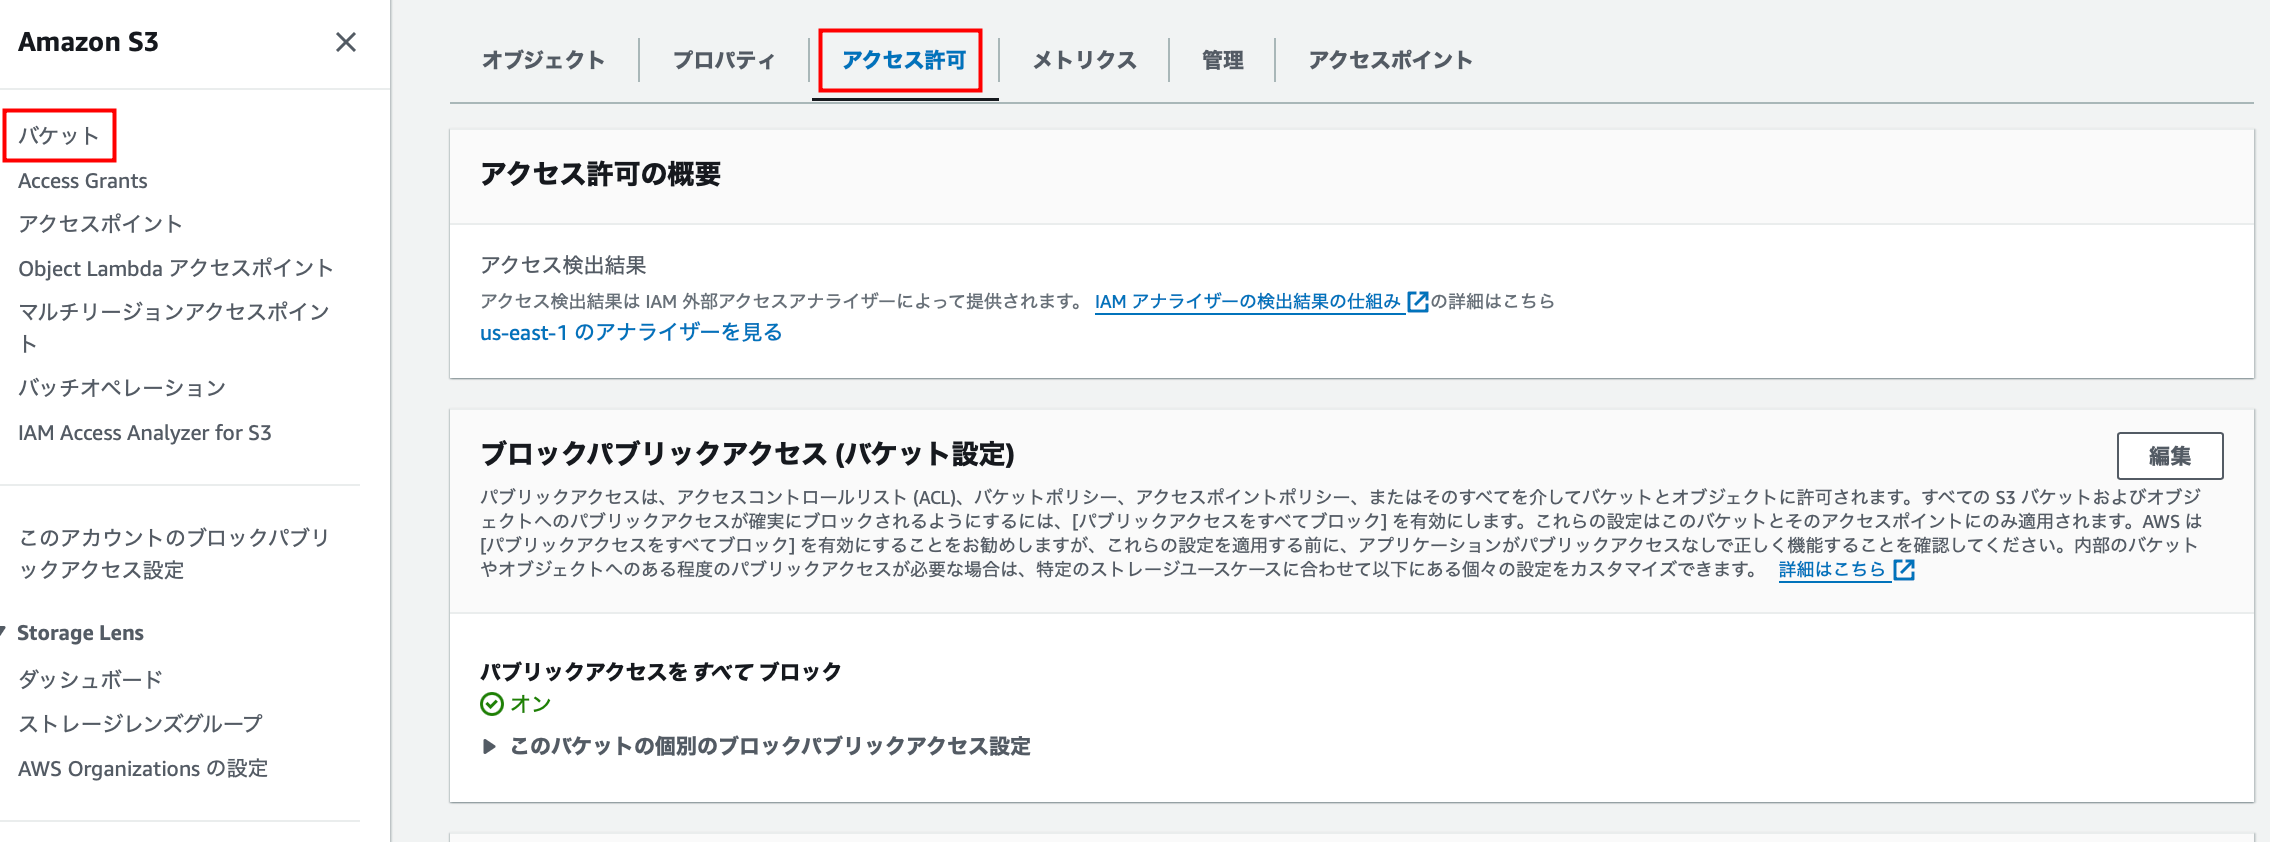 Amazon S3
バケット
Access Grants
アクセスポイント
Object Lambda アクセスポイント
マルチリージョンアクセスポイン
ト
バッチオペレーション
IAM Access Analyzer for S3
このアカウントのブロックパブリ
ックアクセス設定
Storage Lens
ダッシュボード
ストレージレンズグループ
AWS Organizations の設定
オブジェクト
プロパティ
アクセス許可
メトリクス
管理
アクセスポイント
アクセス許可の概要
アクセス検出結果
アクセス検出結果は IAM 外部アクセスアナライザーによって提供されます。 IAM アナライザーの検出結果の仕組み の詳細はこちら
us-east-1 のアナライザーを見る
ブロックパブリックアクセス (バケット設定)
編集
パブリックアクセスは、アクセスコントロールリスト (ACL)、バケットポリシー、アクセスポイントポリシー、またはそのすべてを介してバケットとオブジェクトに許可されます。すべての S3 バケットおよびオブジ
ェクトへのパブリックアクセスが確実にブロックされるようにするには、[パブリックアクセスをすべてブロック] を有効にします。これらの設定はこのバケットとそのアクセスポイントにのみ適用されます。AWS は
[パブリックアクセスをすべてブロック] を有効にすることをお勧めしますが、これらの設定を適用する前に、アプリケーションがパブリックアクセスなしで正しく機能することを確認してください。内部のバケット
やオブジェクトへのある程度のパブリックアクセスが必要な場合は、特定のストレージユースケースに合わせて以下にある個々の設定をカスタマイズできます。 詳細はこちら
パブリックアクセスを すべて ブロック
オン
このバケットの個別のブロックパブリックアクセス設定